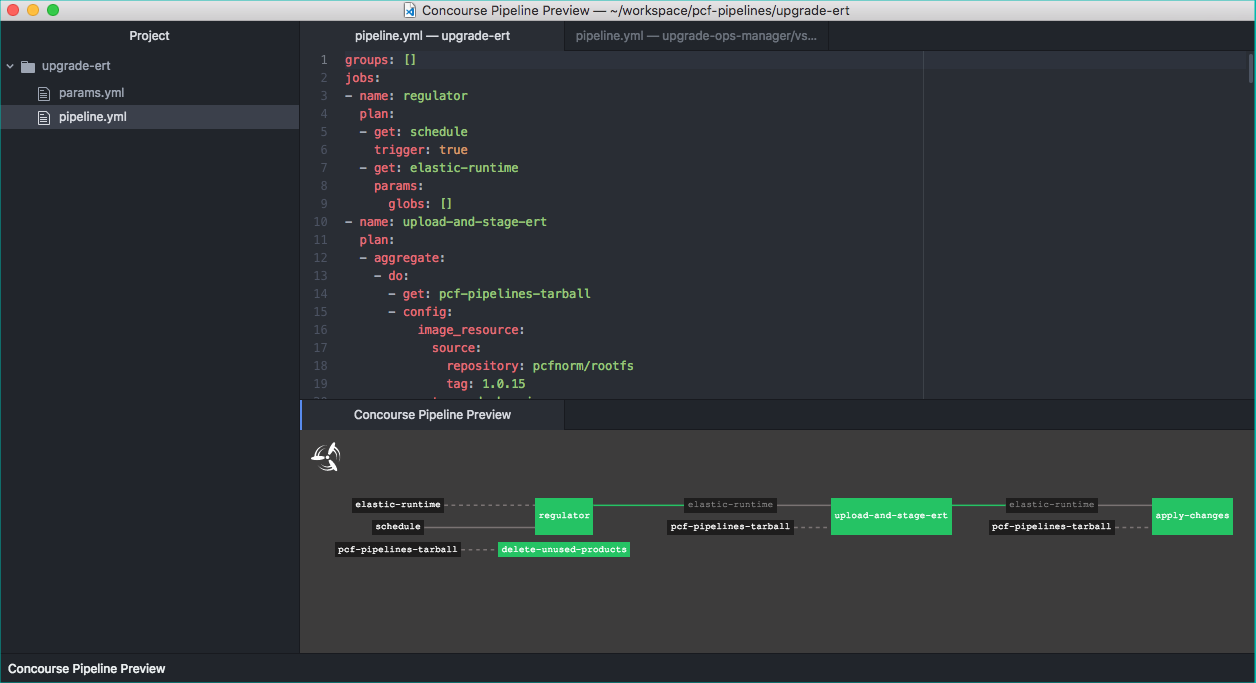 Concourse Pipeline Preview — ~/workspace/pcf-pipelines/upgrade-ert
Project
upgrade-ert
params.yml
pipeline.yml
pipeline.yml — upgrade-ert
pipeline.yml — upgrade-ops-manager/vs...
1 groups: []
2 jobs:
3 - name: regulator
4 plan:
5 - get: schedule
6 trigger: true
7 - get: elastic-runtime
8 params:
9 globs: []
10 - name: upload-and-stage-ert
11 plan:
12 - aggregate:
13 - do:
14 - get: pcf-pipelines-tarball
15 - config:
16 image_resource:
17 source:
18 repository: pcfnorm/rootfs
19 tag: 1.0.15
Concourse Pipeline Preview
elastic-runtime
schedule
regulator
pcf-pipelines-tarball
delete-unused-products
elastic-runtime
pcf-pipelines-tarball
upload-and-stage-ert
elastic-runtime
pcf-pipelines-tarball
apply-changes
Concourse Pipeline Preview